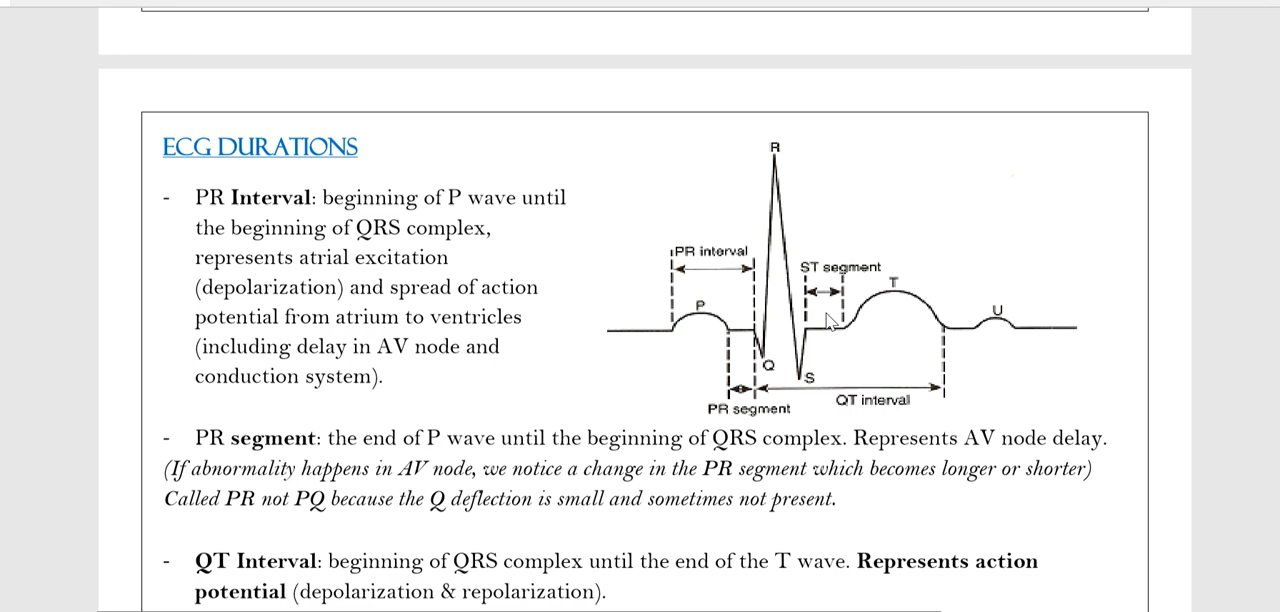 ECG DURATIONS
- PR Interval: beginning of P wave until
the beginning of QRS complex,
represents atrial excitation
(depolarization) and spread of action
potential from atrium to ventricles
(including delay in AV node and
conduction system).
R
PR interval
ST segment
T
P
U
Q
S
QT interval
PR segment
- PR segment: the end of P wave until the beginning of QRS complex. Represents AV node delay.
(If abnormality happens in AV node, we notice a change in the PR segment which becomes longer or shorter)
Called PR not PQ because the Q deflection is small and sometimes not present.
- QT Interval: beginning of QRS complex until the end of the T wave. Represents action
potential (depolarization & repolarization).